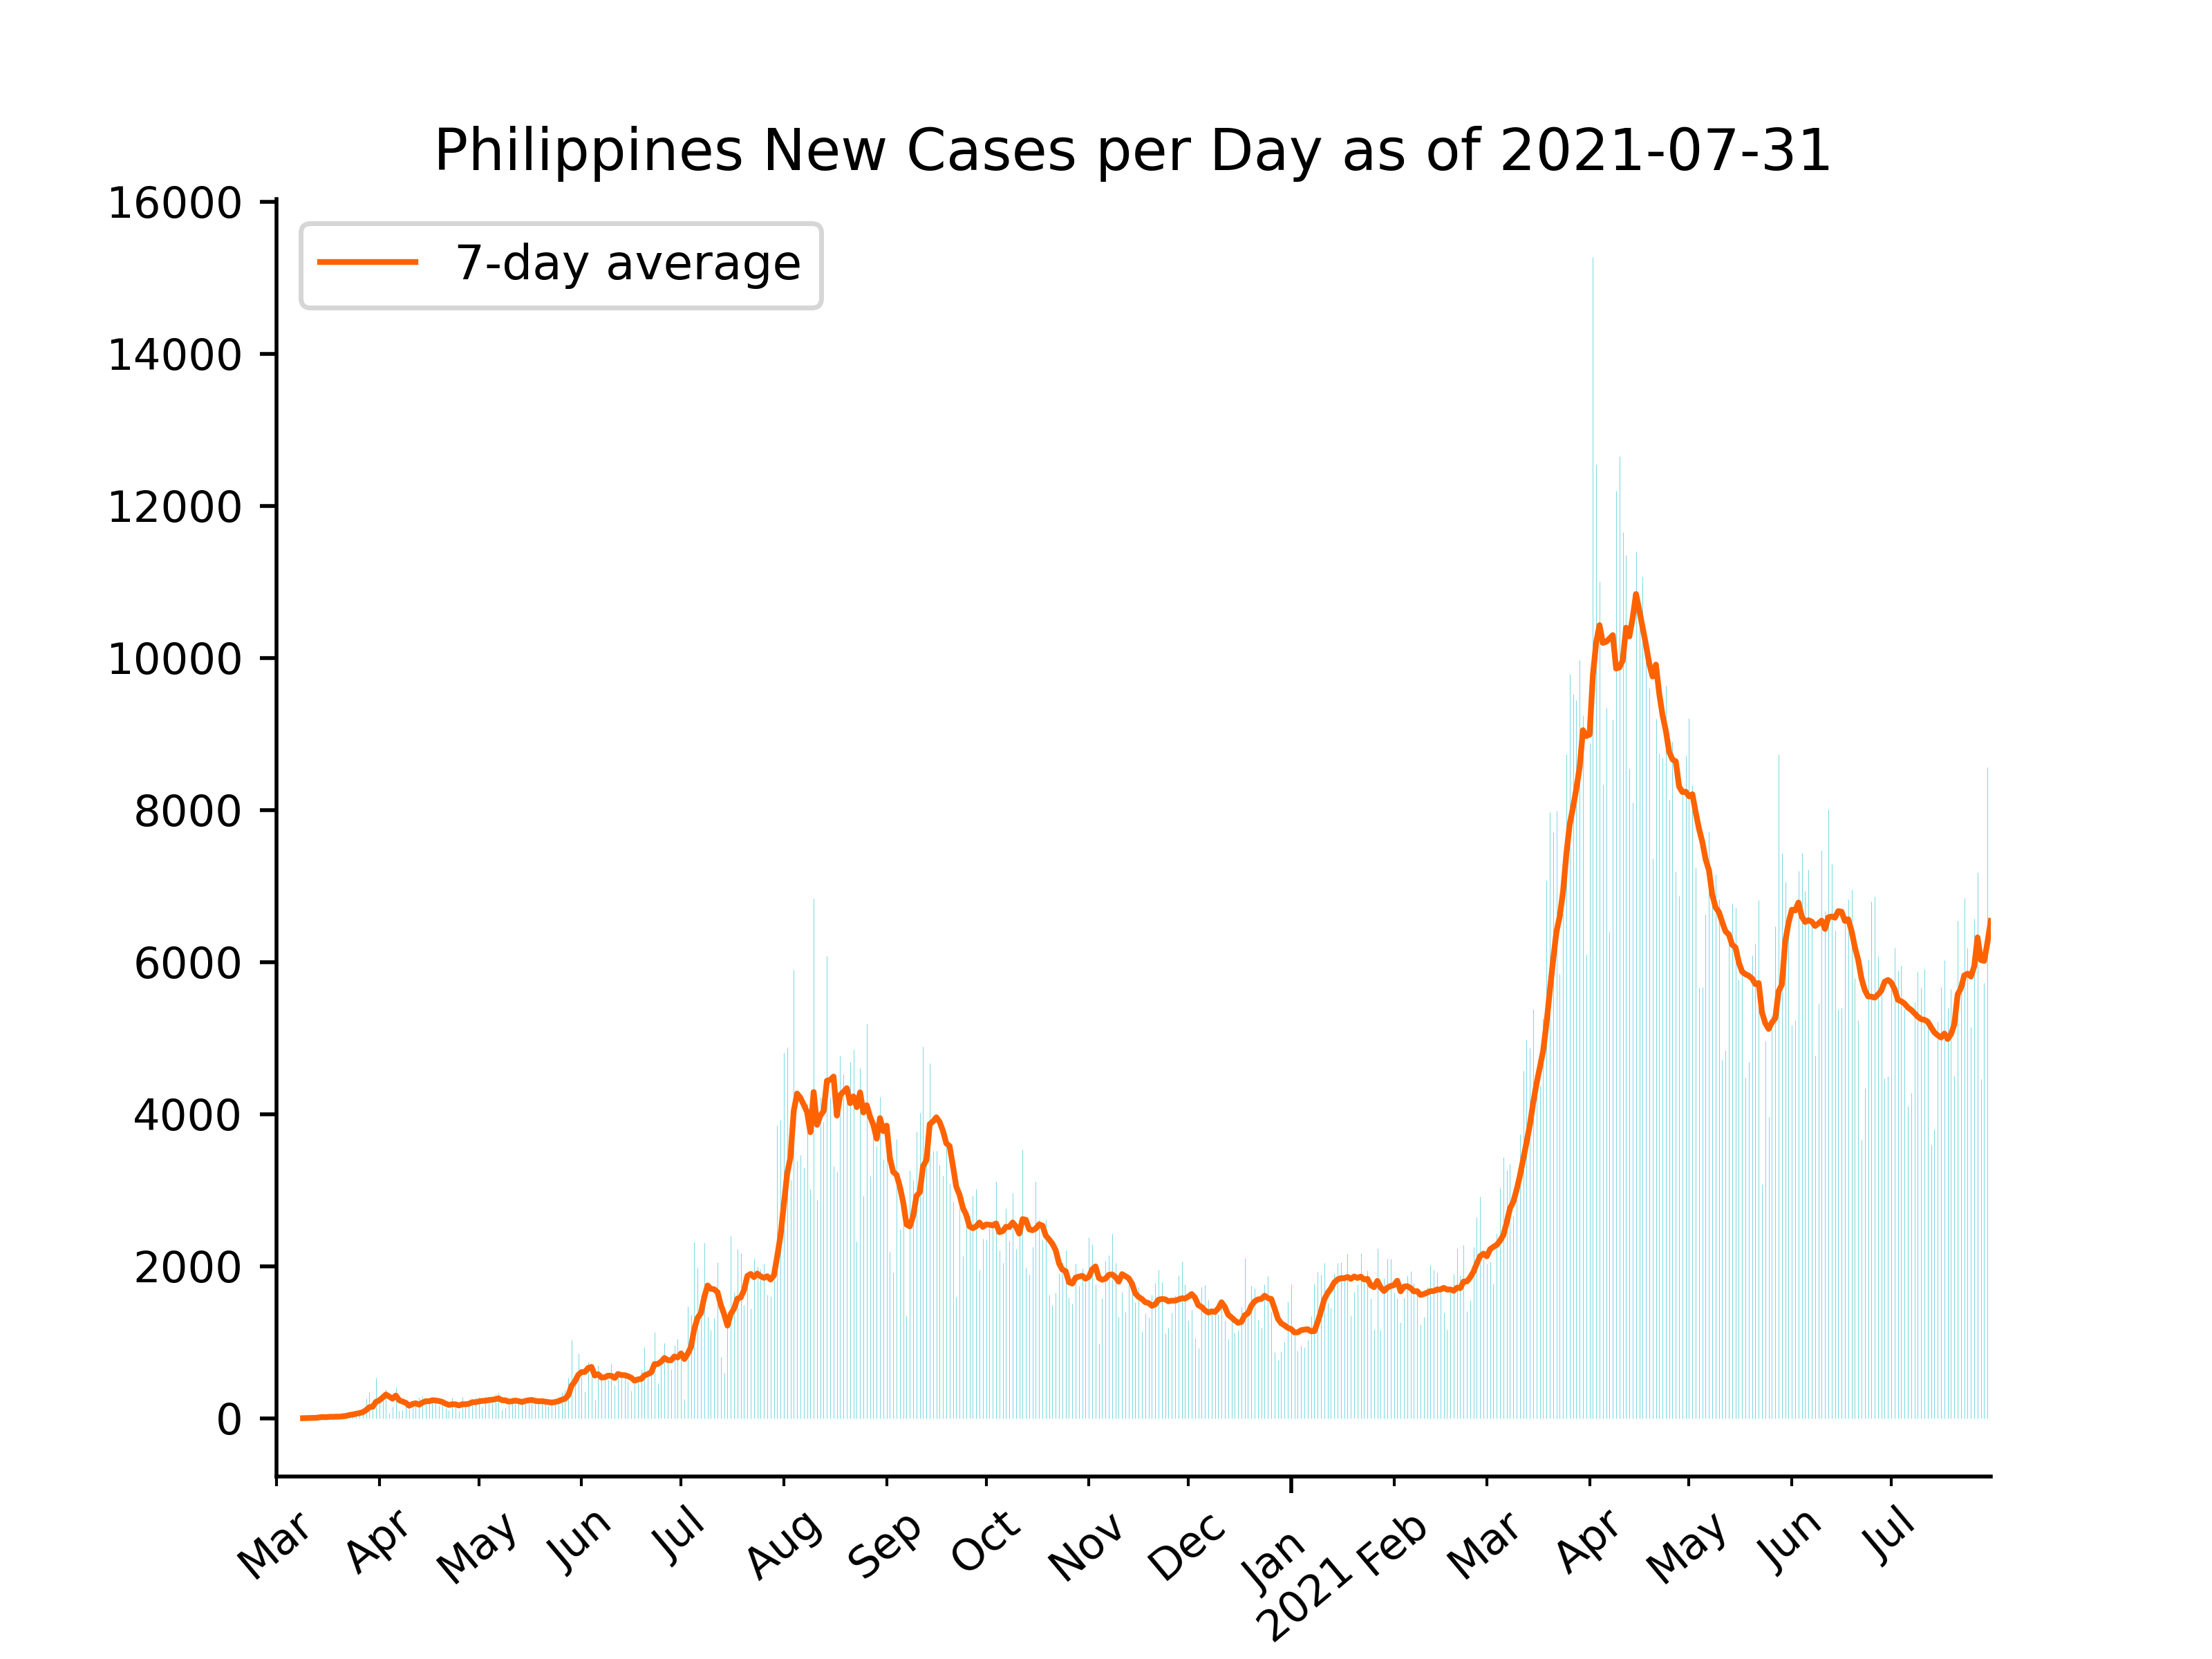 Philippines New Cases per Day as of 2021-07-31
7-day average
16000
14000
12000
10000
8000
6000
4000
2000
0
Mar
Apr
May
Jun
Jul
Aug
Sep
Oct
Nov
Dec
Jan
2021
Feb
Mar
Apr
May
Jun
Jul